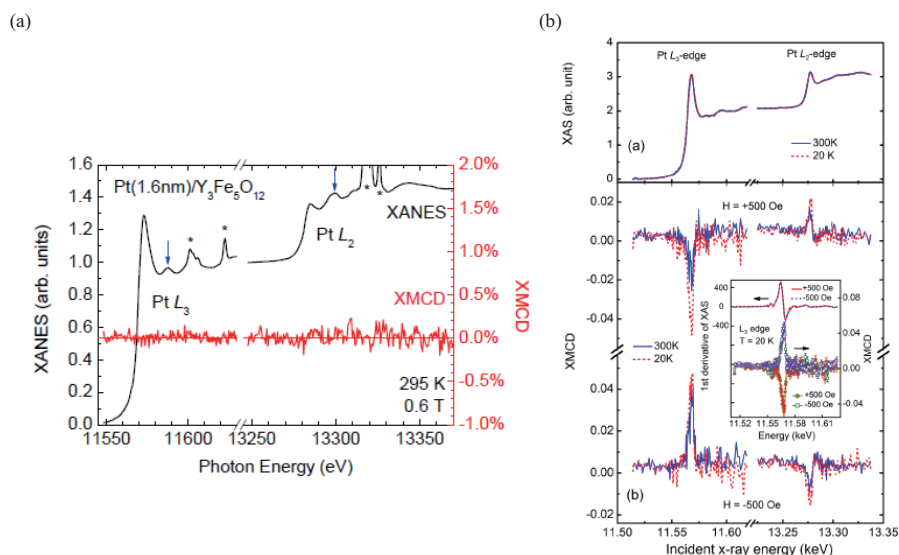 (a)
1.6
1.4
1.2
1.0
0.8
0.6
0.4
0.2
0.0
XANES (arb. units)
Pt(1.6nm)/Y3Fe5O12
* *
* *
XANES
Pt L2
Pt L3
XMCD
295 K
0.6 T
2.0%
1.5%
1.0%
0.5%
0.0%
-0.5%
-1.0%
XMCD
11550 11600 13250 13300 13350
Photon Energy (eV)
(b)
Pt L3-edge
Pt L2-edge
4
3
2
1
0
XAS (arb. unit)
(a)
300K
20 K
H = +500 Oe
0.02
0.00
-0.02
-0.04
XMCD
0.04
0.02
0.00
-0.02
300K
20K
400
0
-400
1st derivative of XAS
+500 Oe
-500 Oe
0.08
0.04
0.00
-0.04
XMCD
L3 edge
T = 20 K
+500 Oe
-500 Oe
11.52 11.55 11.58 11.61
Energy (keV)
(b)
H = -500 Oe
11.50 11.55 11.60 13.25 13.30 13.35
Incident x-ray energy (keV)